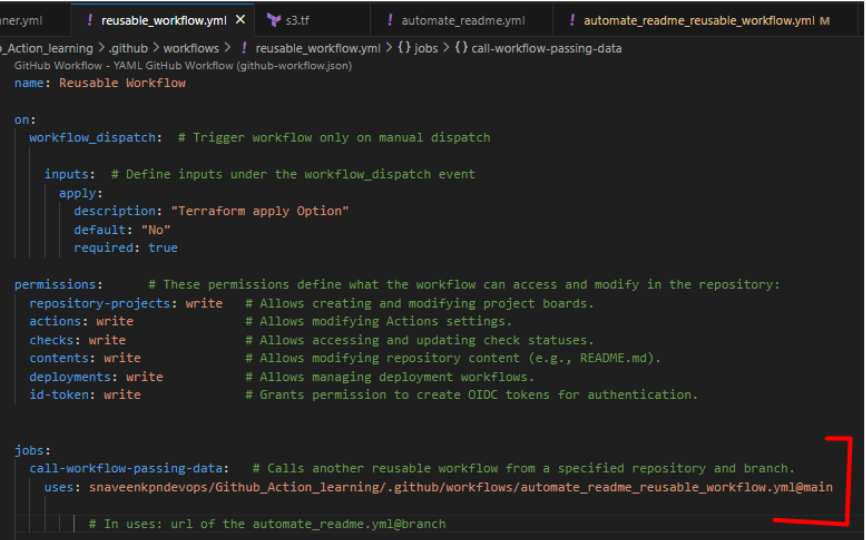 ner.yml
! reusable_workflow.yml ×
s3.tf
! automate_readme.yml
! automate_readme_reusable_workflow.yml M
_Action_learning > .github > workflows > ! reusable_workflow.yml > {} jobs > {} call-workflow-passing-data
GitHub Workflow - YAML GitHub Workflow (github-workflow.json)
name: Reusable Workflow
on:
workflow_dispatch: # Trigger workflow only on manual dispatch
inputs: # Define inputs under the workflow_dispatch event
apply:
description: "Terraform apply Option"
default: "No"
required: true
permissions: # These permissions define what the workflow can access and modify in the repository:
repository-projects: write # Allows creating and modifying project boards.
actions: write # Allows modifying Actions settings.
checks: write # Allows accessing and updating check statuses.
contents: write # Allows modifying repository content (e.g., README.md).
deployments: write # Allows managing deployment workflows.
id-token: write # Grants permission to create OIDC tokens for authentication.
jobs:
call-workflow-passing-data: # Calls another reusable workflow from a specified repository and branch.
uses: snaveenkpndevops/Github_Action_learning/.github/workflows/automate_readme_reusable_workflow.yml@main
# In uses: url of the automate_readme.yml@branch